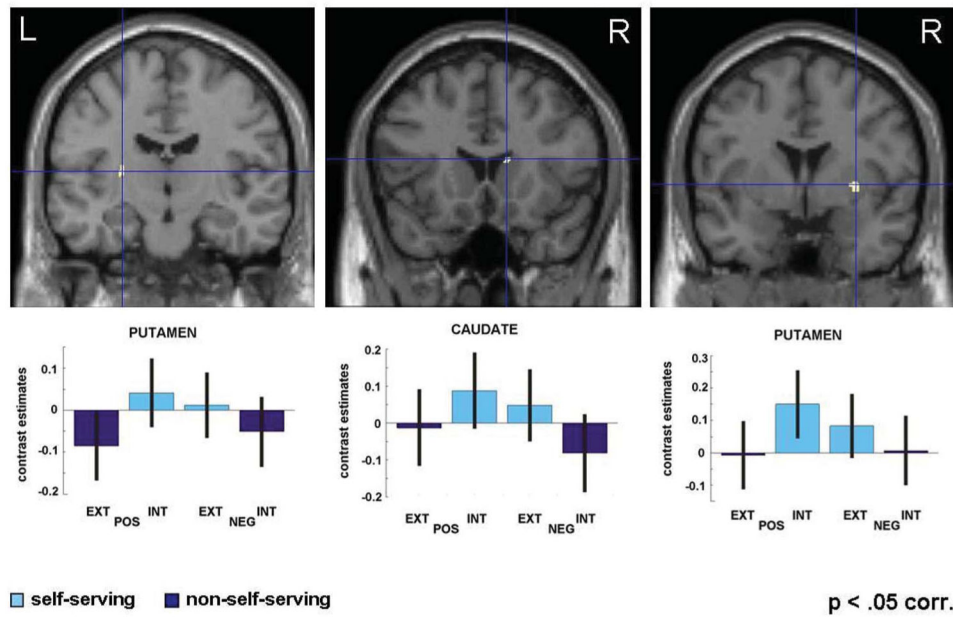 L
R
R
PUTAMEN
contrast estimates
0.1
0
-0.1
-0.2
EXT
POS
INT
EXT
NEG
INT
CAUDATE
contrast estimates
0.2
0.1
0
-0.1
-0.2
EXT
POS
INT
EXT
NEG
INT
PUTAMEN
contrast estimates
0.3
0.2
0.1
0
-0.1
EXT
POS
INT
EXT
NEG
INT
self-serving
non-self-serving
p < .05 corr.